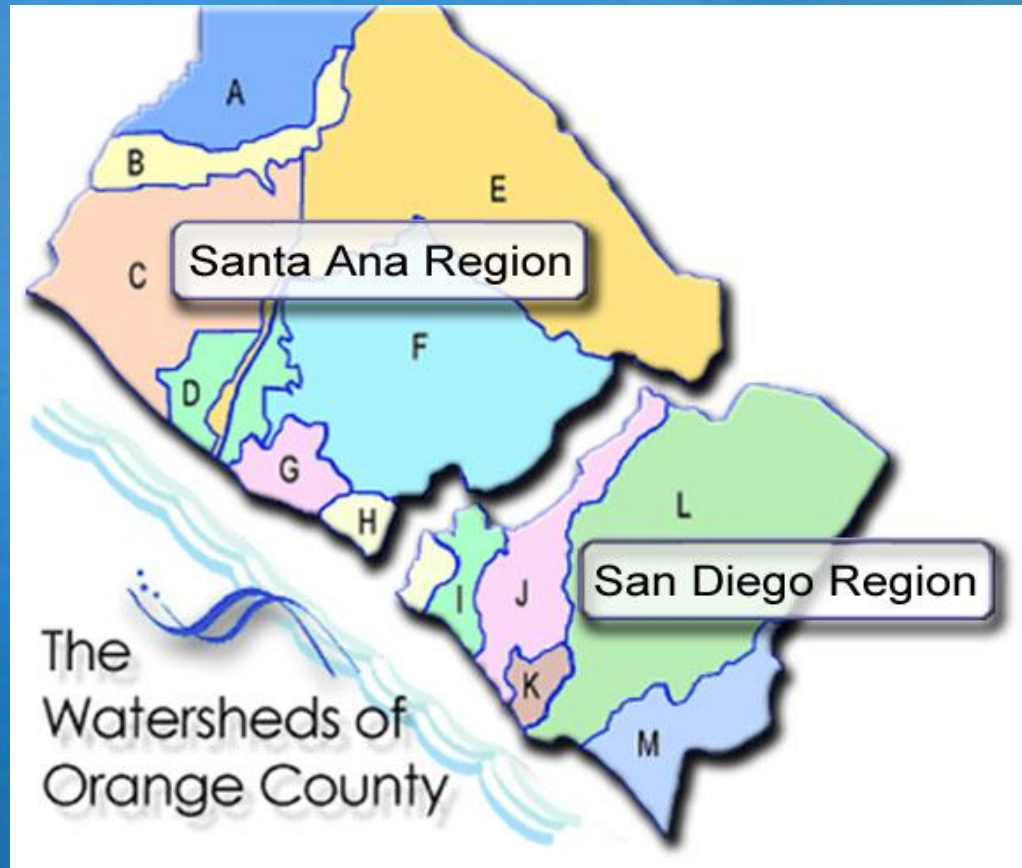 A
B
E
Santa Ana Region
C
F
D
G
L
H
San Diego Region
I
J
The
K
Watersheds of
M
Orange County